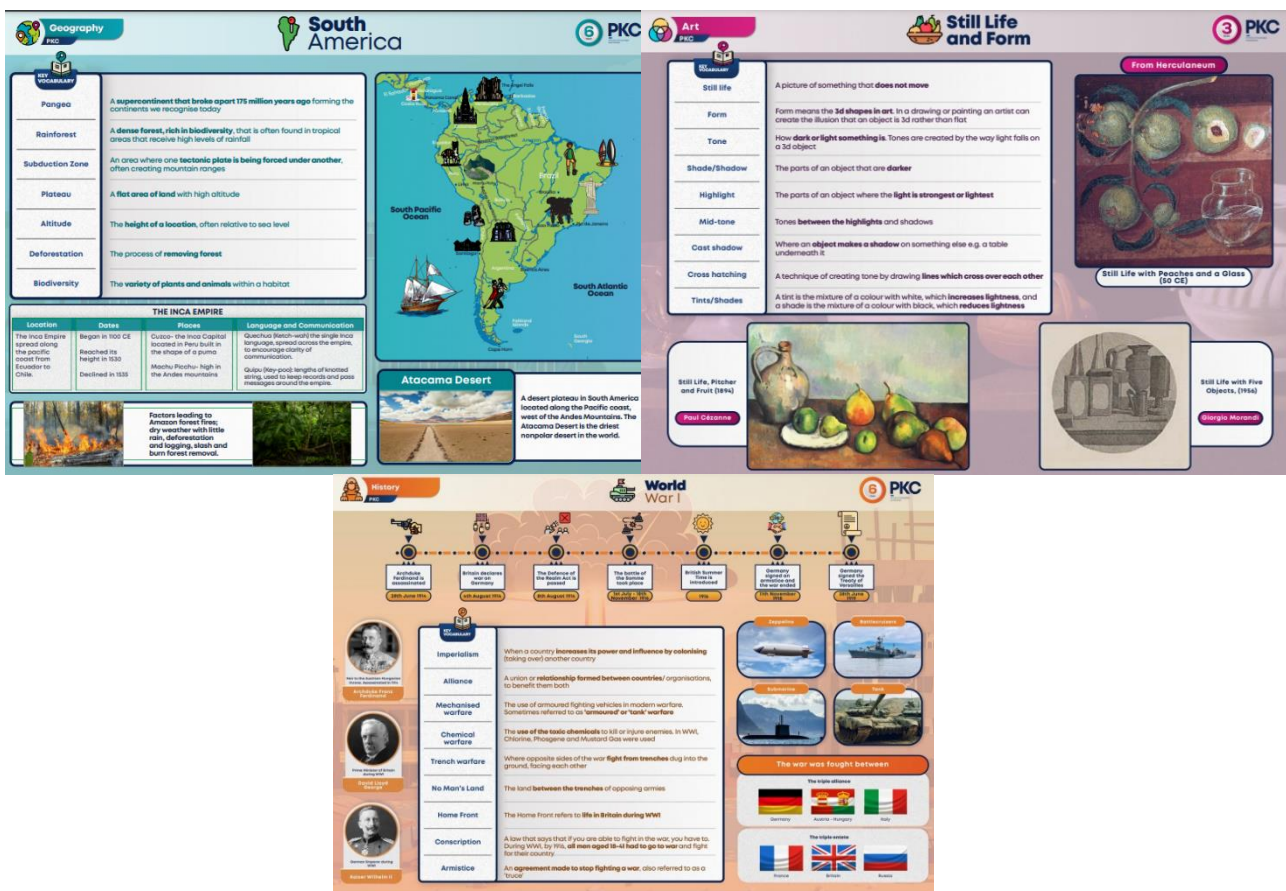 Geography
PKC
South
America
6
PKC
KEY
VOCABULARY
Pangea
A supercontinent that broke apart 175 million years ago forming the
continents we recognise today
Rainforest
A dense forest, rich in biodiversity, that is often found in tropical
areas that receive high levels of rainfall
Subduction Zone
An area where one tectonic plate is being forced under another,
often creating mountain ranges
Plateau
A flat area of land with high altitude
Altitude
The height of a location, often relative to sea level
Deforestation
The process of removing forest
Biodiversity
The variety of plants and animals within a habitat
South Pacific
Ocean
South Atlantic
Ocean
Brazil
Argentina
Cape Horn
THE INCA EMPIRE
Location
Dates
Places
Language and Communication
The Inca Empire
spread along
the pacific
coast from
Ecuador to
Chile.
Began in 1100 CE
Reached its
height in 1530
Declined in 1535
Cuzco- the Inca Capital
located in Peru built in
the shape of a puma
Machu Picchu- high in
the Andes mountains
Quechua (Ketch-wah) the single Inca
language, spread across the empire,
to encourage clarity of
communication.
Quipu (Key-poo): lengths of knotted
string, used to keep records and pass
messages around the empire.
Factors leading to
Amazon forest fires;
dry weather with little
rain, deforestation
and logging, slash and
burn forest removal.
Atacama Desert
A desert plateau in South America
located along the Pacific coast,
west of the Andes Mountains. The
Atacama Desert is the driest
nonpolar desert in the world.
Art
PKC
Still Life
and Form
3
PKC
KEY
VOCABULARY
Still life
A picture of something that does not move
Form
Form means the 3d shapes in art. In a drawing or painting an artist can
create the illusion that an object is 3d rather than flat
Tone
How dark or light something is. Tones are created by the way light falls on
a 3d object
Shade/Shadow
The parts of an object that are darker
Highlight
The parts of an object where the light is strongest or lightest
Mid-tone
Tones between the highlights and shadows
Cast shadow
Where an object makes a shadow on something else e.g. a table
underneath it
Cross hatching
A technique of creating tone by drawing lines which cross over each other
Tints/Shades
A tint is the mixture of a colour with white, which increases lightness, and
a shade is the mixture of a colour with black, which reduces lightness
From Herculaneum
Still Life with Peaches and a Glass
(50 CE)
Still Life, Pitcher
and Fruit (1894)
Paul Cézanne
Still Life with Five
Objects, (1956)
Giorgio Morandi
History
PKC
World
War I
6
PKC
Archduke
Ferdinand is
assassinated
28th June 1914
Britain declares
war on
Germany
4th August 1914
The Defence of
the Realm Act is
passed
8th August 1914
The battle of
the Somme
took place
1st July - 18th
November 1916
British Summer
Time is
introduced
1916
Germany
signed an
armistice and
the war ended
11th November
Germany
signed the
Treaty of
Versailles
28th June
KEY
VOCABULARY
Imperialism
When a country increases its power and influence by colonising
(taking over) another country
Alliance
A union or relationship formed between countries/ organisations,
to benefit them both
Mechanised
warfare
The use of armoured fighting vehicles in modern warfare.
Sometimes referred to as 'armoured' or 'tank' warfare
Chemical
warfare
The use of the toxic chemicals to kill or injure enemies. In WWI,
Chlorine, Phosgene and Mustard Gas were used
Trench warfare
Where opposite sides of the war fight from trenches dug into the
ground, facing each other
No Man's Land
The land between the trenches of opposing armies
Home Front
The Home Front refers to life in Britain during WWI
Conscription
A law that says that if you are able to fight in the war, you have to.
During WWI, by 1916, all men aged 18-41 had to go to war and fight
for their country
Armistice
An agreement made to stop fighting a war, also referred to as a
'truce'
Archduke Franz
Ferdinand
Prime Minister of Britain
during WWI
David Lloyd
George
German Emperor during
WWI
Kaiser Wilhelm II
Zeppelins
Battlecruisers
Submarine
Tank
The war was fought between
The triple alliance
Germany
Austria - Hungary
Italy
The triple entente
France
Britain
Russia